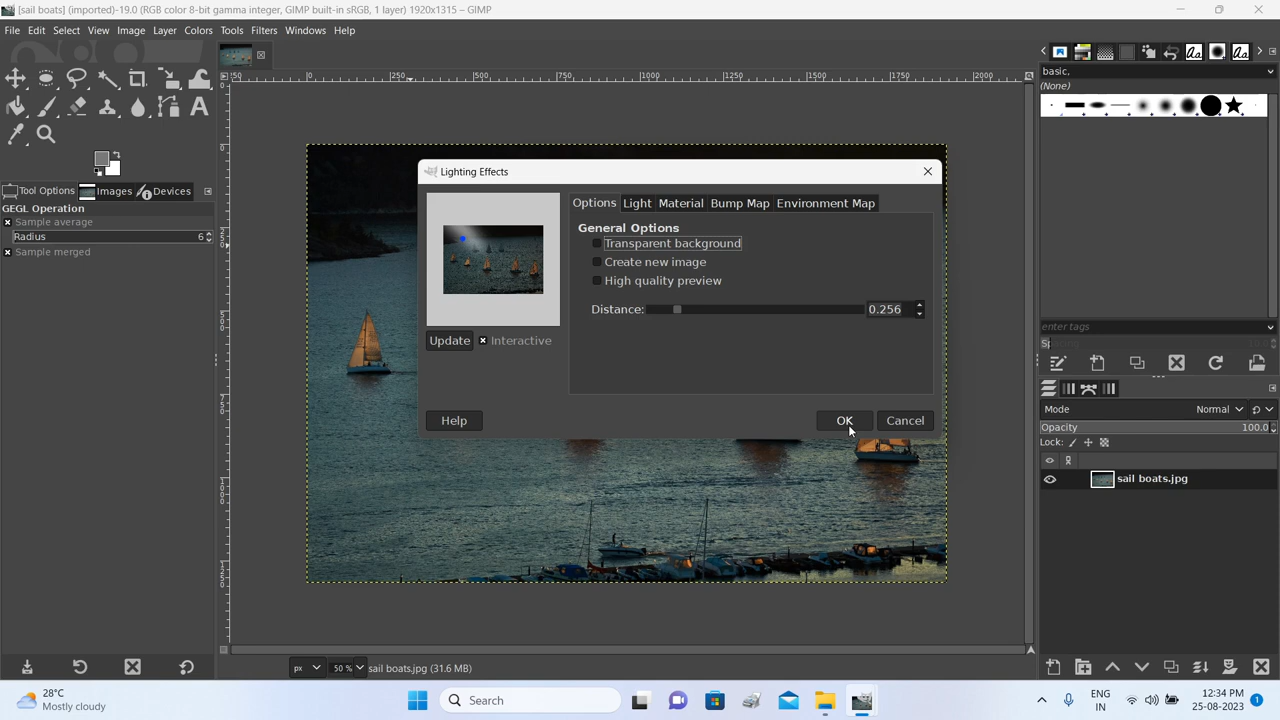 [sail boats] (imported)-19.0 (RGB color 8-bit gamma integer, GIMP built-in sRGB, 1 layer) 1920x1315 – GIMP
File Edit Select View Image Layer Colors Tools Filters Windows Help
Tool Options Images Devices
GEGL Operation
Sample average
Radius 6
Sample merged
Lighting Effects
Options Light Material Bump Map Environment Map
General Options
Transparent background
Create new image
High quality preview
Distance: 0.256
Update Interactive
Help OK Cancel
basic.
(None)
enter tags
Mode Normal
Opacity 100.0
Lock:
sail boats.jpg
px 50 % sail boats.jpg (31.6 MB)
28°C
Mostly cloudy
Search
ENG
IN
12:34 PM
25-08-2023
1